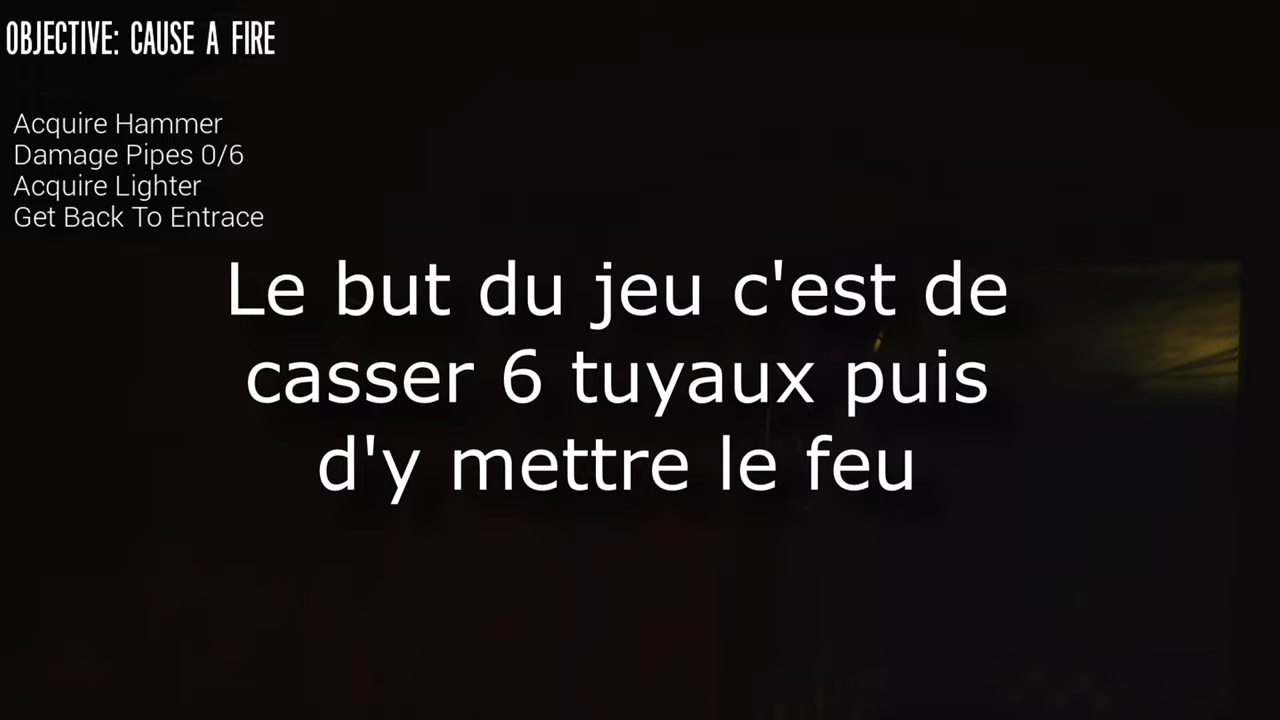 OBJECTIVE: CAUSE A FIRE
Acquire Hammer
Damage Pipes 0/6
Acquire Lighter
Get Back To Entrace
Le but du jeu c'est de
casser 6 tuyaux puis
d'y mettre le feu